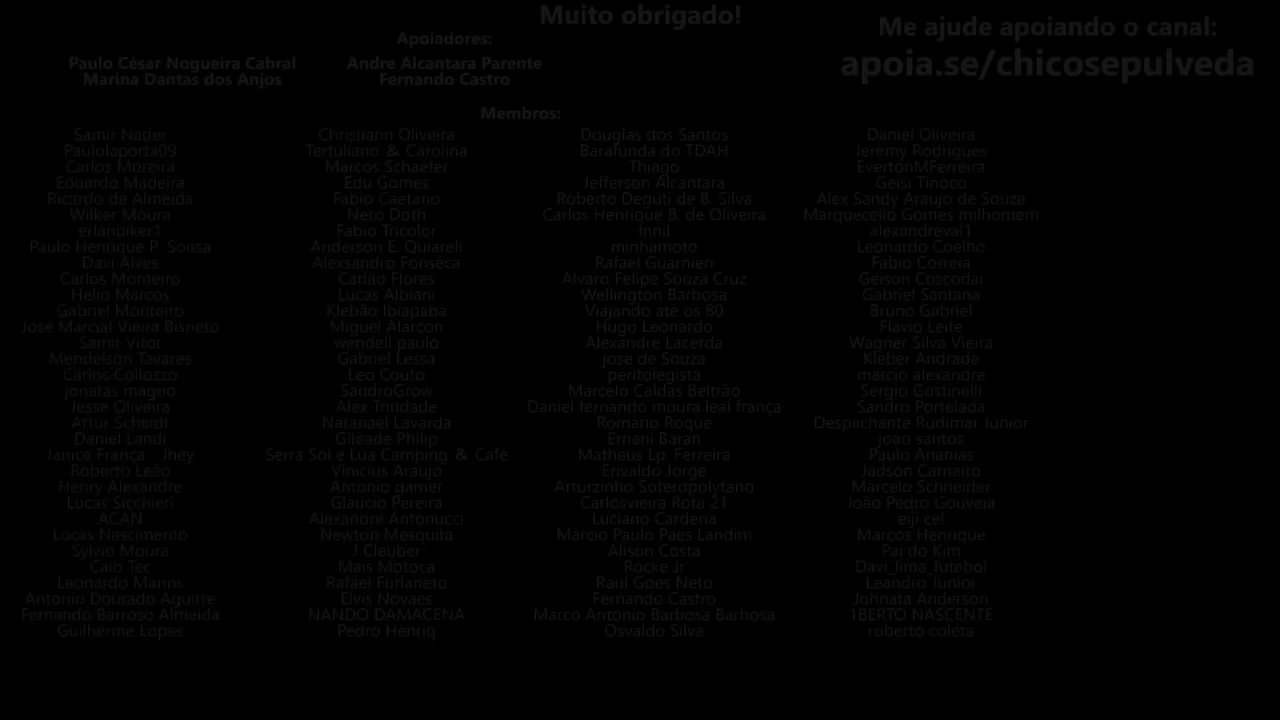 Muito obrigado!
Me ajude apoiando o canal:
apoia.se/chicosepulveda
Apoiadores:
Paulo César Nogueira Cabral
Marina Dantas dos Anjos
Andre Alcantara Parente
Fernando Castro
Membros:
Samir Nader
Paulolaporta09
Carlos Moreira
Eduardo Madeira
Ricardo de Almeida
Wilker Moura
erlanbiker1
Paulo Henrique P. Sousa
Davi Alves
Carlos Monteiro
Helio Marcos
Gabriel Monteiro
José Marcial Vieira Bisneto
Samir Vitor
Mendelson Tavares
Carlos Collozzo
jonatas magno
Jesse Oliveira
Artur Scheidt
Daniel Landi
Janice França Jhey
Roberto Leão
Henry Alexandre
Lucas Sicchieri
ACAN
Lucas Nascimento
Sylvio Moura
Caio Tec
Leonardo Marins
Antonio Dourado Aguirre
Fernando Barroso Almeida
Guilherme Lopes
Christiann Oliveira
Tertuliano & Carolina
Marcos Schaefer
Edu Gomes
Fabio Caetano
Neto Doth
Fabio Tricolor
Anderson E. Quiareli
Alexsandro Fonseca
Carlão Flores
Lucas Albiani
Klebão Ibiapaba
Miguel Alarcon
wendell paulo
Gabriel Lessa
Leo Couto
SandroGrow
Alex Trindade
Natanael Lavarda
Gileade Philip
Serra Sol e Lua Camping & Cafe
Vinicius Araujo
Antonio gamer
Glaucio Pereira
Alexandre Antonucci
Newton Mesquita
J Cleuber
Mais Motoca
Rafael Furlaneto
Elvis Novaes
NANDO DAMACENA
Pedro Henriq
Douglas dos Santos
Barafunda do TDAH
Thiago
Jefferson Alcantara
Roberto Deguti de B. Silva
Carlos Henrique B. de Oliveira
Innil
minhamoto
Rafael Guarnieri
Alvaro Felipe Souza Cruz
Wellington Barbosa
Viajando ate os 80
Hugo Leonardo
Alexandre Lacerda
jose de Souza
peritolegista
Marcelo Caldas Beltrão
Daniel fernando moura leal frança
Romario Roque
Ernani Baran
Matheus Lp. Ferreira
Erivaldo Jorge
Arturzinho Soteropolytano
Carlosvieira Rota 21
Luciano Cardena
Márcio Paulo Paes Landim
Alison Costa
Rocke Jr
Raul Goes Neto
Fernando Castro
Marco Antonio Barbosa Barbosa
Osvaldo Silva
Daniel Oliveira
Jeremy Rodrigues
EvertonMFerreira
Geisi Tinoco
Alex Sandy Araujo de Souza
Marquecelio Gomes milhomem
alexandreval1
Leonardo Coelho
Fabio Correia
Geison Coscodai
Gabriel Santana
Bruno Gabriel
Flavio Leite
Wagner Silva Vieira
Kleber Andrade
marcio alexandre
Sergio Gustinelli
Sandro Portelada
Despachante Rudimar Junior
joao santos
Paulo Ananias
Jadson Carneiro
Marcelo Schneider
João Pedro Gouveia
eiji cel
Marcos Henrique
Pai do Kim
Davi_lima_futebol
Leandro Junior
Johnata Anderson
1BERTO NASCENTE
roberto coleta